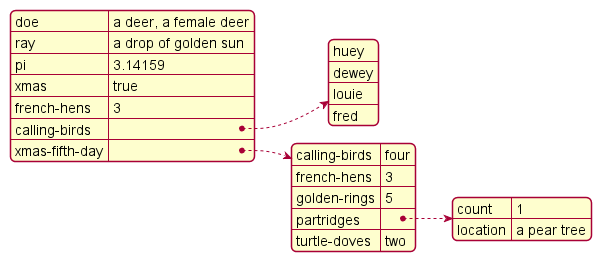 doe a deer, a female deer
ray a drop of golden sun
pi 3.14159
xmas true
french-hens 3
calling-birds
xmas-fifth-day
huey
dewey
louie
fred
calling-birds four
french-hens 3
golden-rings 5
partridges
turtle-doves two
count 1
location a pear tree